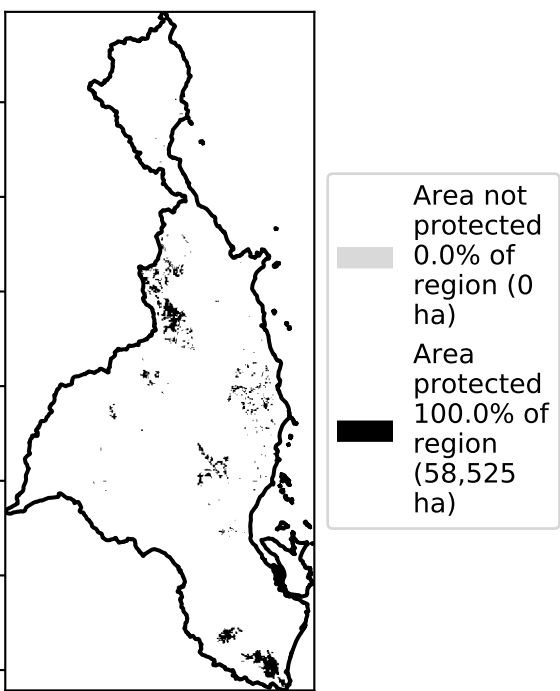 Area not
protected
0.0% of
region (0
ha)
Area
protected
100.0% of
region
(58,525
ha)